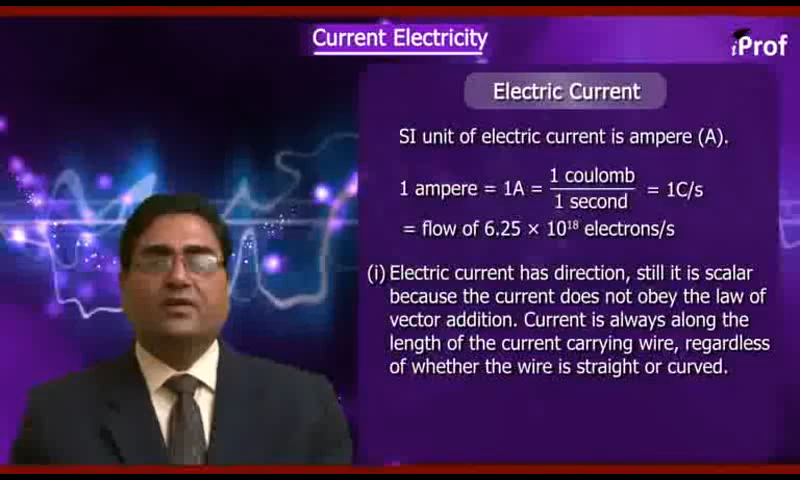 Current Electricity
iProf
Electric Current
SI unit of electric current is ampere (A).
1 ampere = 1A = 1 coulomb / 1 second = 1C/s
= flow of 6.25 × 10¹⁸ electrons/s
(i) Electric current has direction, still it is scalar
because the current does not obey the law of
vector addition. Current is always along the
length of the current carrying wire, regardless
of whether the wire is straight or curved.